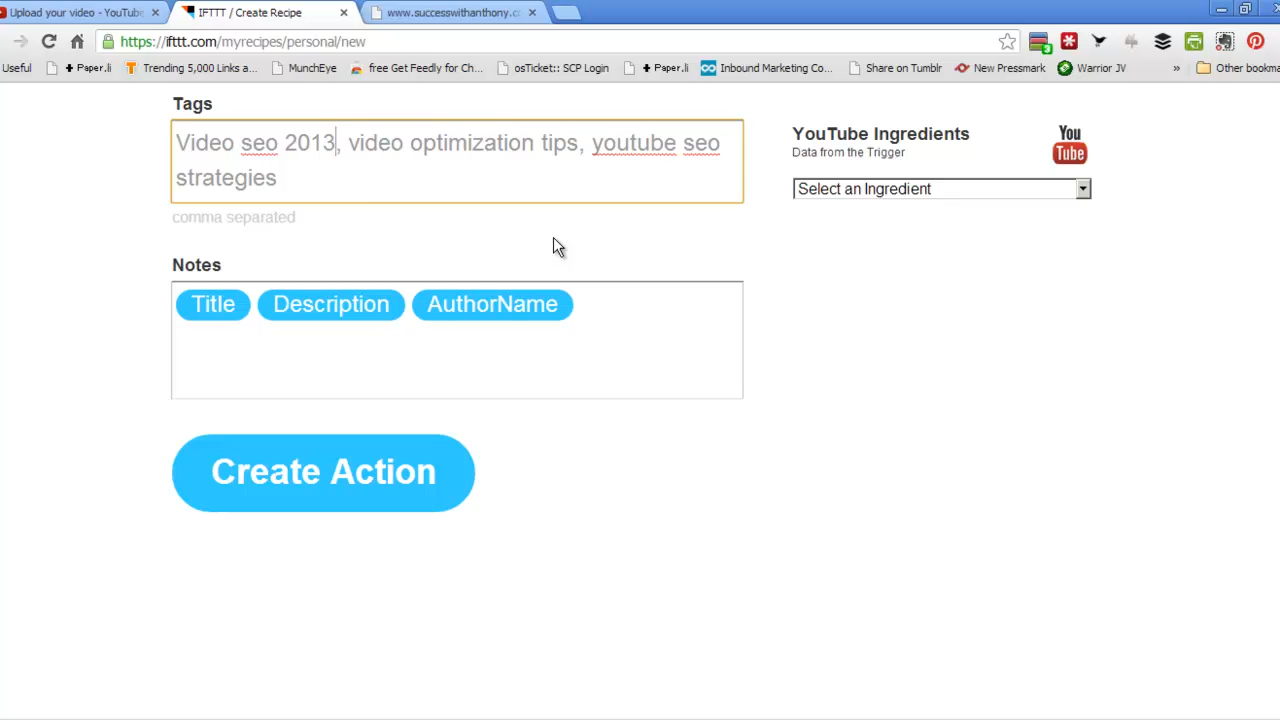 Upload your video - YouTube
IFTTT / Create Recipe
www.successwithanthony.c
https://ifttt.com/myrecipes/personal/new
3
Useful
+ Paper.li
Trending 5,000 Links a...
MunchEye
free Get Feedly for Ch...
osTicket:: SCP Login
+ Paper.li
Inbound Marketing Co...
Share on Tumblr
New Pressmark
Warrior JV
»
Other bookma
Tags
Video seo 2013, video optimization tips, youtube seo
strategies
comma separated
YouTube Ingredients
Data from the Trigger
You
Tube
Select an Ingredient
Notes
Title Description AuthorName
Create Action